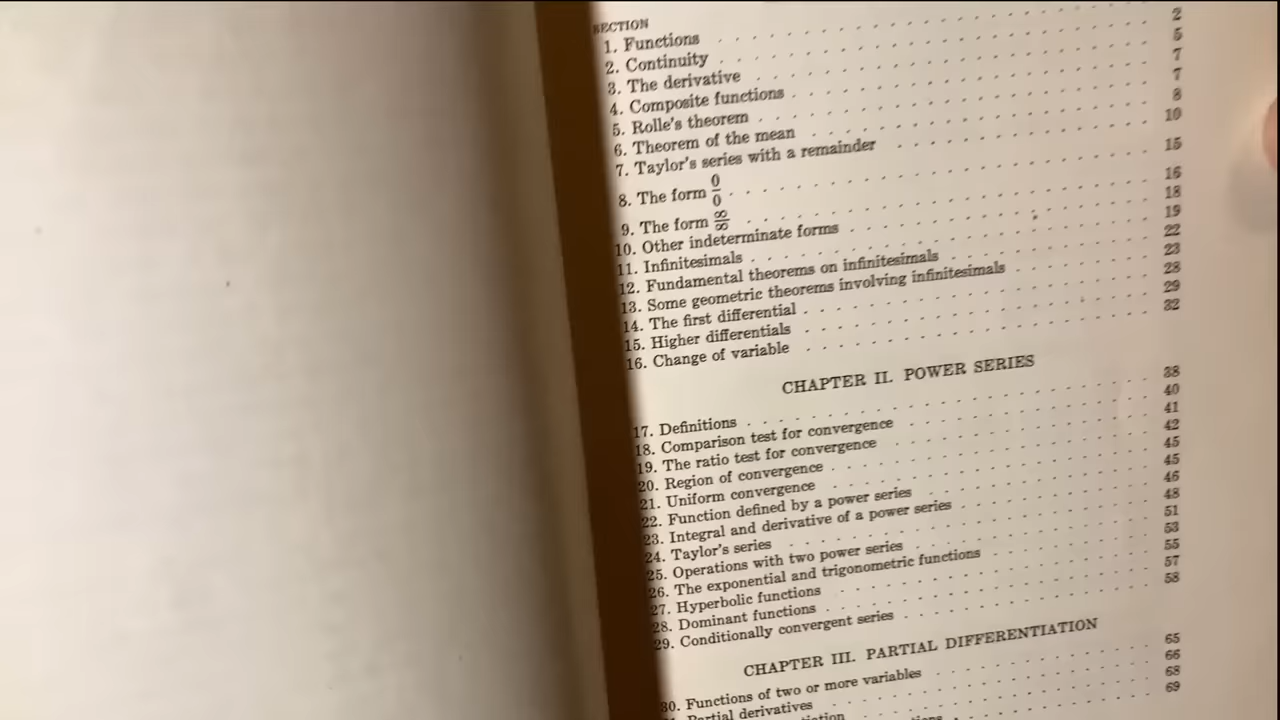 SECTION
1. Functions . . . . . . . . . . . . . . . . . . .
2. Continuity . . . . . . . . . . . . . . . . . . . 2
3. The derivative . . . . . . . . . . . . . . . . . . . 5
4. Composite functions . . . . . . . . . . . . . . . . . . . 7
5. Rolle's theorem . . . . . . . . . . . . . . . . . . . 7
6. Theorem of the mean . . . . . . . . . . . . . . . . . . . 8
7. Taylor's series with a remainder . . . . . . . . . . . . . . . 10
8. The form 0/0 . . . . . . . . . . . . . . . . . . . 15
9. The form ∞/∞ . . . . . . . . . . . . . . . . . . . 16
10. Other indeterminate forms . . . . . . . . . . . . . . . . 18
11. Infinitesimals . . . . . . . . . . . . . . . . . . . 19
12. Fundamental theorems on infinitesimals . . . . . . . . . . . . 22
13. Some geometric theorems involving infinitesimals . . . . . . . . 23
14. The first differential . . . . . . . . . . . . . . . . . . . 28
15. Higher differentials . . . . . . . . . . . . . . . . . . . 29
16. Change of variable . . . . . . . . . . . . . . . . . . . 32
CHAPTER II. POWER SERIES
17. Definitions . . . . . . . . . . . . . . . . . . . 38
18. Comparison test for convergence . . . . . . . . . . . . . . 40
19. The ratio test for convergence . . . . . . . . . . . . . . . 41
20. Region of convergence . . . . . . . . . . . . . . . . . . . 42
21. Uniform convergence . . . . . . . . . . . . . . . . . . . 45
22. Function defined by a power series . . . . . . . . . . . . . . 45
23. Integral and derivative of a power series . . . . . . . . . . . 46
24. Taylor's series . . . . . . . . . . . . . . . . . . . 48
25. Operations with two power series . . . . . . . . . . . . . . 51
26. The exponential and trigonometric functions . . . . . . . . . . 53
27. Hyperbolic functions . . . . . . . . . . . . . . . . . . . 55
28. Dominant functions . . . . . . . . . . . . . . . . . . . 57
29. Conditionally convergent series . . . . . . . . . . . . . . . 58
CHAPTER III. PARTIAL DIFFERENTIATION
30. Functions of two or more variables . . . . . . . . . . . . . 65
Partial derivatives . . . . . . . . . . . . . . . . . . . 66
68
69